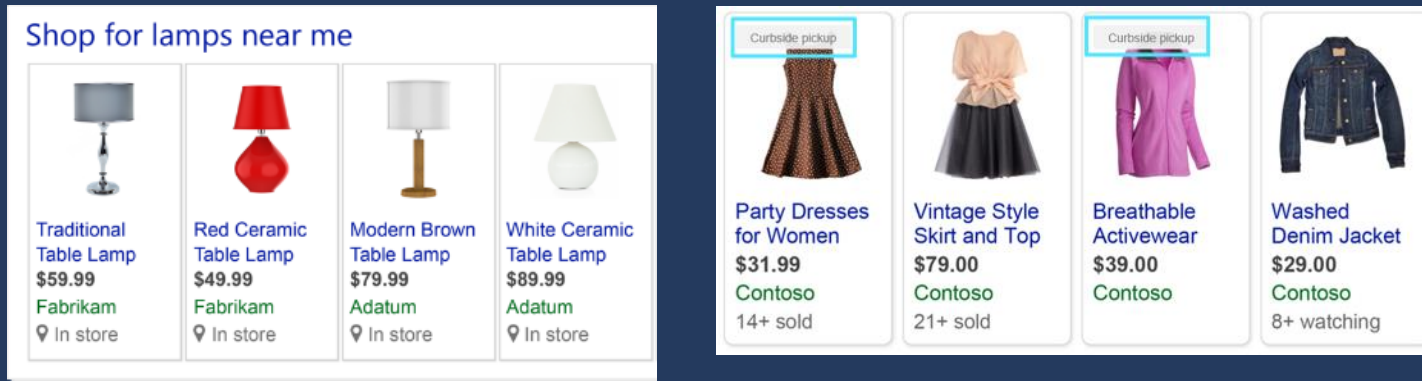 Shop for lamps near me
Traditional
Table Lamp
$59.99
Fabrikam
In store
Red Ceramic
Table Lamp
$49.99
Fabrikam
In store
Modern Brown
Table Lamp
$79.99
Adatum
In store
White Ceramic
Table Lamp
$89.99
Adatum
In store
Curbside pickup
Party Dresses
for Women
$31.99
Contoso
14+ sold
Vintage Style
Skirt and Top
$79.00
Contoso
21+ sold
Curbside pickup
Breathable
Activewear
$39.00
Contoso
Washed
Denim Jacket
$29.00
Contoso
8+ watching